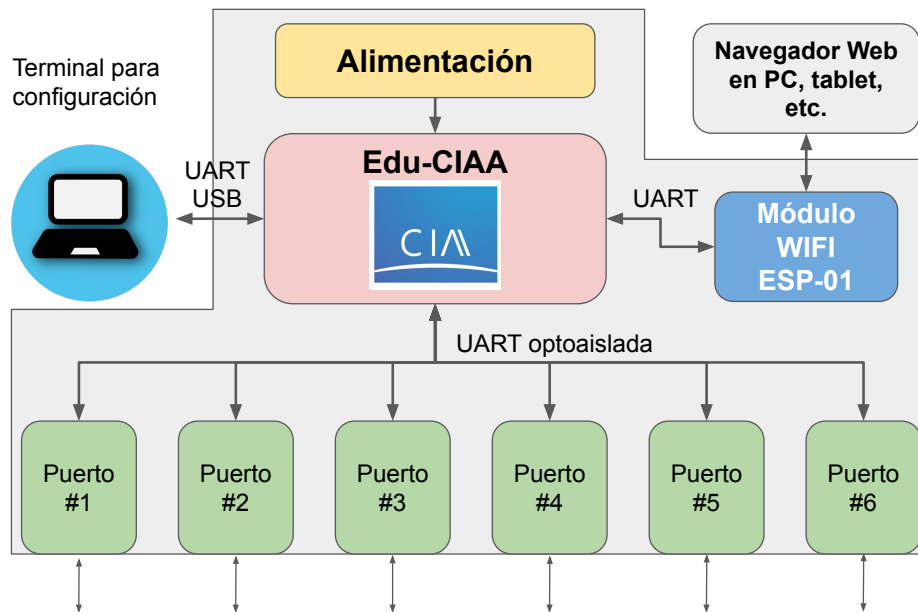 Terminal para
configuración
Alimentación
Navegador Web
en PC, tablet,
etc.
Edu-CIAA
CIAA
UART
USB
UART
Módulo
WIFI
ESP-01
UART optoaislada
Puerto
#1
Puerto
#2
Puerto
#3
Puerto
#4
Puerto
#5
Puerto
#6